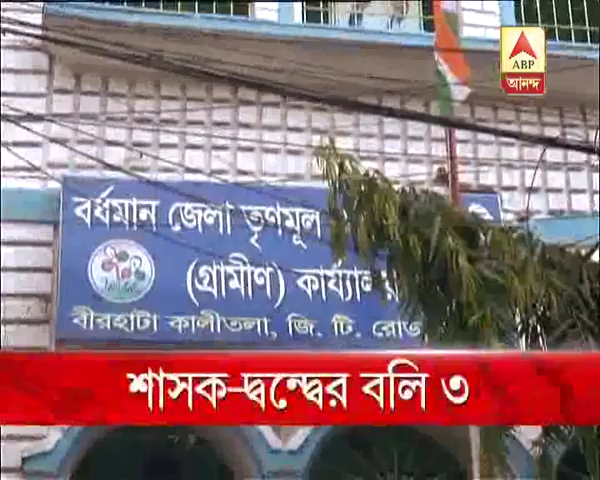 ABP
আনন্দ
বর্ধমান জেলা তৃণমূল
(গ্রামীণ) কার্য্যাল
বীরহাটা কালীতলা, জি. টি. রোড
শাসক-দ্বন্দ্বের বলি ৩